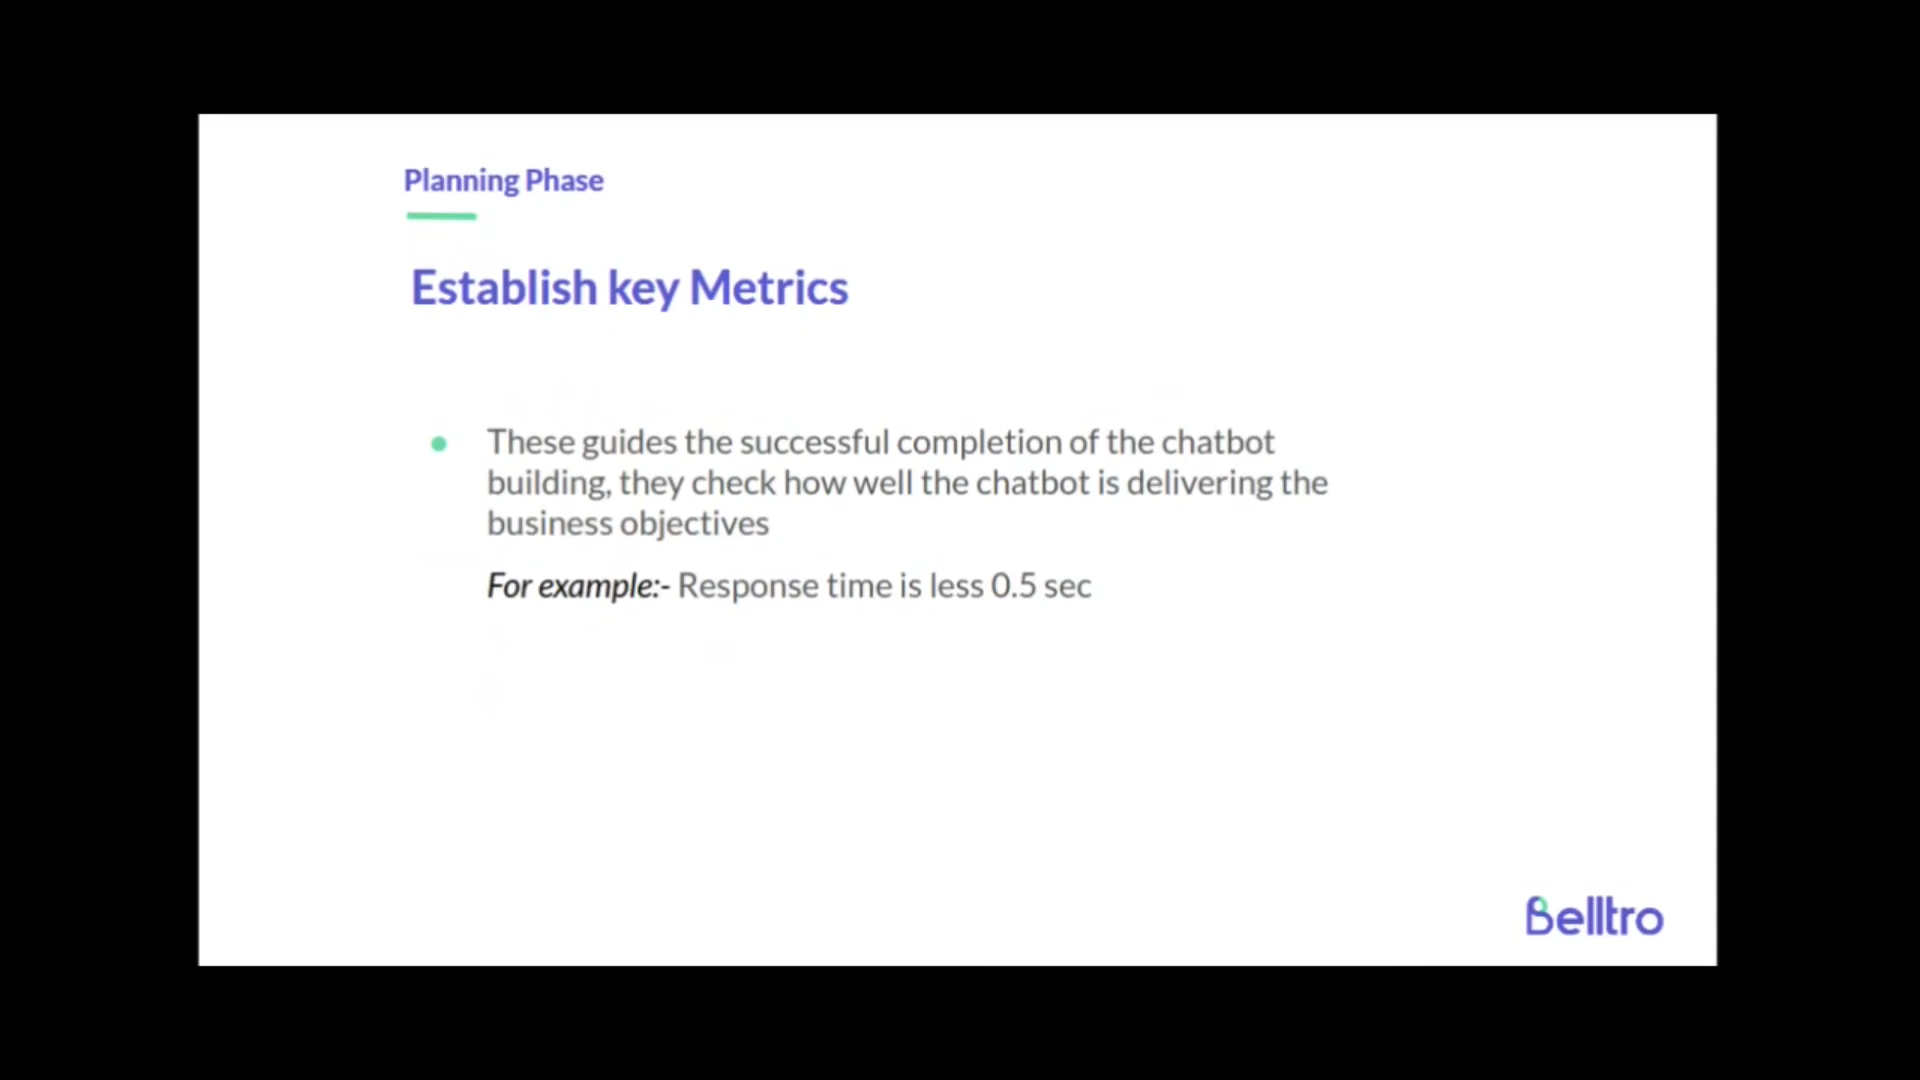 Planning Phase
Establish key Metrics
These guides the successful completion of the chatbot
building, they check how well the chatbot is delivering the
business objectives
For example:- Response time is less 0.5 sec
Belltro